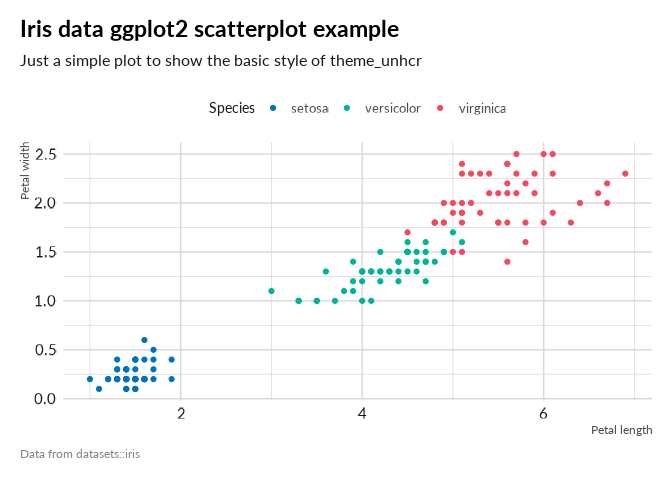 Iris data ggplot2 scatterplot example
Just a simple plot to show the basic style of theme_unhcr
Species setosa versicolor virginica
Petal width
2.5
2.0
1.5
1.0
0.5
0.0
2 4 6
Petal length
Data from datasets::iris